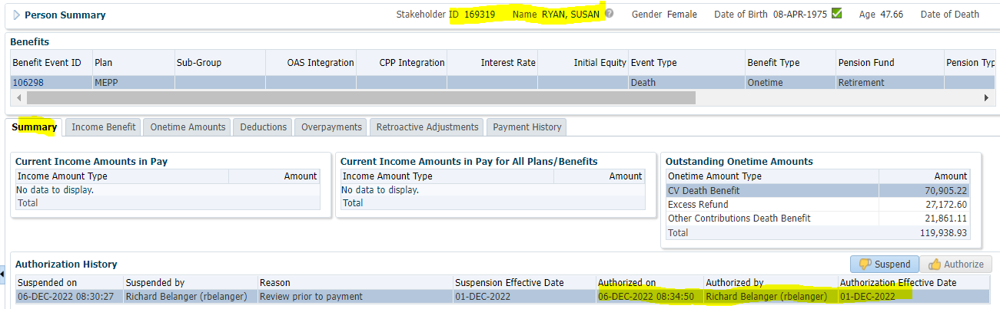 Person Summary Stakeholder ID 169319 Name RYAN, SUSAN Gender Female Date of Birth 08-APR-1975 Age 47.66 Date of Death
Benefits
Benefit Event ID Plan Sub-Group OAS Integration CPP Integration Interest Rate Initial Equity Event Type Benefit Type Pension Fund Pension Typ
106298 MEPP Death Onetime Retirement
Summary Income Benefit Onetime Amounts Deductions Overpayments Retroactive Adjustments Payment History
Current Income Amounts in Pay
Income Amount Type Amount
No data to display.
Total
Current Income Amounts in Pay for All Plans/Benefits
Income Amount Type Amount
No data to display.
Total
Outstanding Onetime Amounts
Onetime Amount Type Amount
CV Death Benefit 70,905.22
Excess Refund 27,172.60
Other Contributions Death Benefit 21,861.11
Total 119,938.93
Authorization History Suspend Authorize
Suspended on Suspended by Reason Suspension Effective Date Authorized on Authorized by Authorization Effective Date
06-DEC-2022 08:30:27 Richard Belanger (rbelanger) Review prior to payment 01-DEC-2022 06-DEC-2022 08:34:50 Richard Belanger (rbelanger) 01-DEC-2022